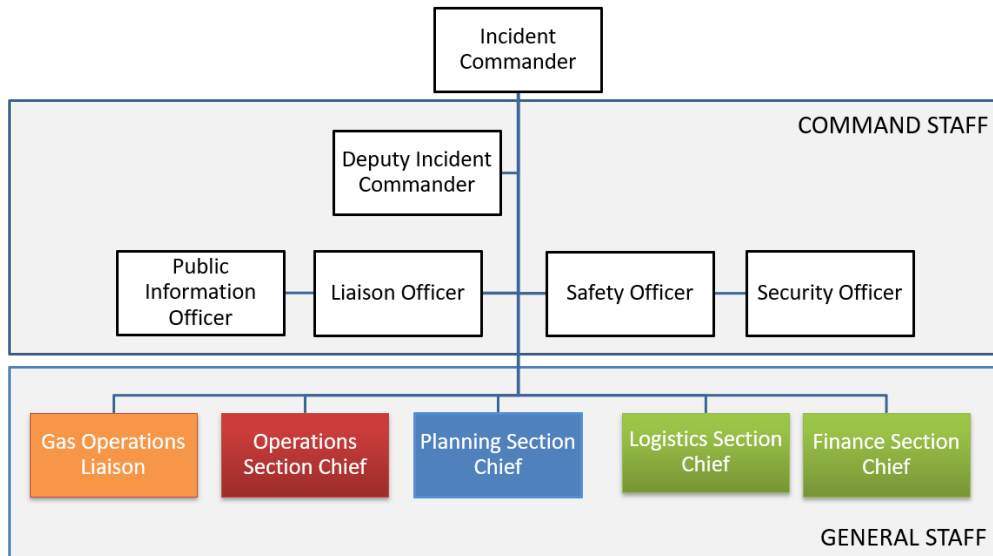 Incident
Commander
COMMAND STAFF
Deputy Incident
Commander
Public
Information
Officer
Liaison Officer
Safety Officer
Security Officer
Gas Operations
Liaison
Operations
Section Chief
Planning Section
Chief
Logistics Section
Chief
Finance Section
Chief
GENERAL STAFF